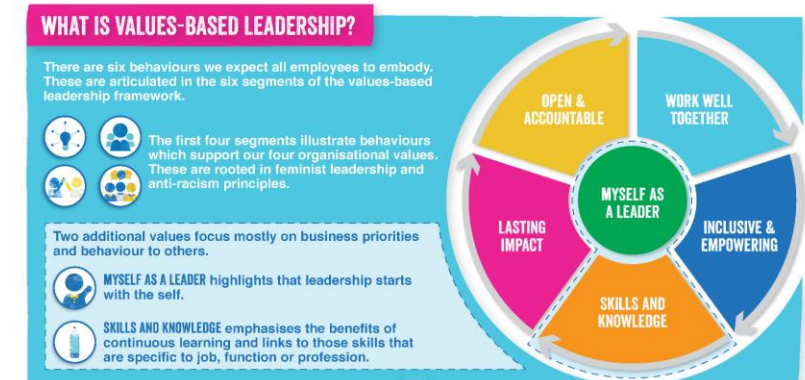 WHAT IS VALUES-BASED LEADERSHIP?
There are six behaviours we expect all employees to embody.
These are articulated in the six segments of the values-based
leadership framework.
The first four segments illustrate behaviours
which support our four organisational values.
These are rooted in feminist leadership and
anti-racism principles.
Two additional values focus mostly on business priorities
and behaviour to others.
MYSELF AS A LEADER highlights that leadership starts
with the self.
SKILLS AND KNOWLEDGE emphasises the benefits of
continuous learning and links to those skills that
are specific to job, function or profession.
OPEN &
ACCOUNTABLE
WORK WELL
TOGETHER
MYSELF AS
A LEADER
LASTING
IMPACT
INCLUSIVE &
EMPOWERING
SKILLS AND
KNOWLEDGE